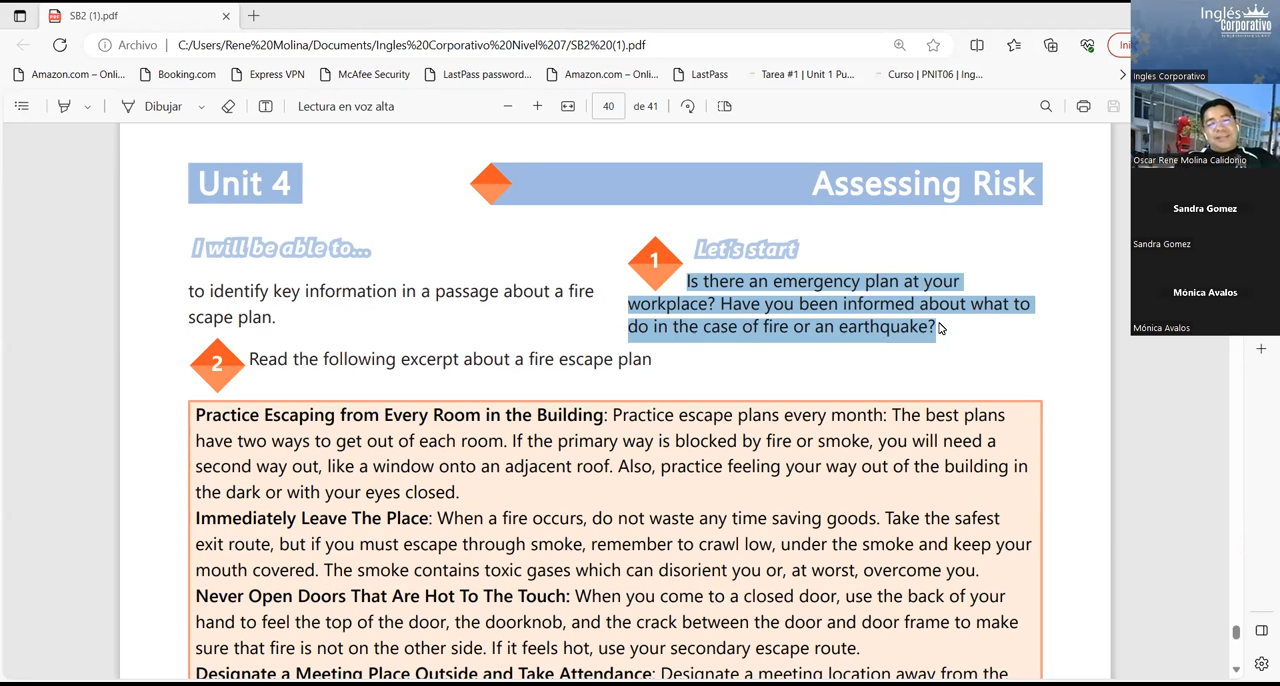 SB2 (1).pdf
Archivo
C:/Users/Rene%20Molina/Documents/Ingles%20Corporativo%20Nivel%207/SB2%20(1).pdf
Ini
Amazon.com – Onli...
Booking.com
Express VPN
McAfee Security
LastPass password...
Amazon.com – Onli...
LastPass
Tarea #1 | Unit 1 Pu...
Curso | PNIT06 | Ing...
Dibujar
Lectura en voz alta
40
de 41
Unit 4
Assessing Risk
I will be able to...
to identify key information in a passage about a fire
scape plan.
1
Let's start
Is there an emergency plan at your
workplace? Have you been informed about what to
do in the case of fire or an earthquake?
2
Read the following excerpt about a fire escape plan
Practice Escaping from Every Room in the Building: Practice escape plans every month: The best plans
have two ways to get out of each room. If the primary way is blocked by fire or smoke, you will need a
second way out, like a window onto an adjacent roof. Also, practice feeling your way out of the building in
the dark or with your eyes closed.
Immediately Leave The Place: When a fire occurs, do not waste any time saving goods. Take the safest
exit route, but if you must escape through smoke, remember to crawl low, under the smoke and keep your
mouth covered. The smoke contains toxic gases which can disorient you or, at worst, overcome you.
Never Open Doors That Are Hot To The Touch: When you come to a closed door, use the back of your
hand to feel the top of the door, the doorknob, and the crack between the door and door frame to make
sure that fire is not on the other side. If it feels hot, use your secondary escape route.
Designate a Meeting Place Outside and Take Attendance: Designate a meeting location away from the
Inglés
Corporativo
Ingles Corporativo
Oscar Rene Molina Calidonio
Sandra Gomez
Sandra Gomez
Mónica Avalos
Mónica Avalos